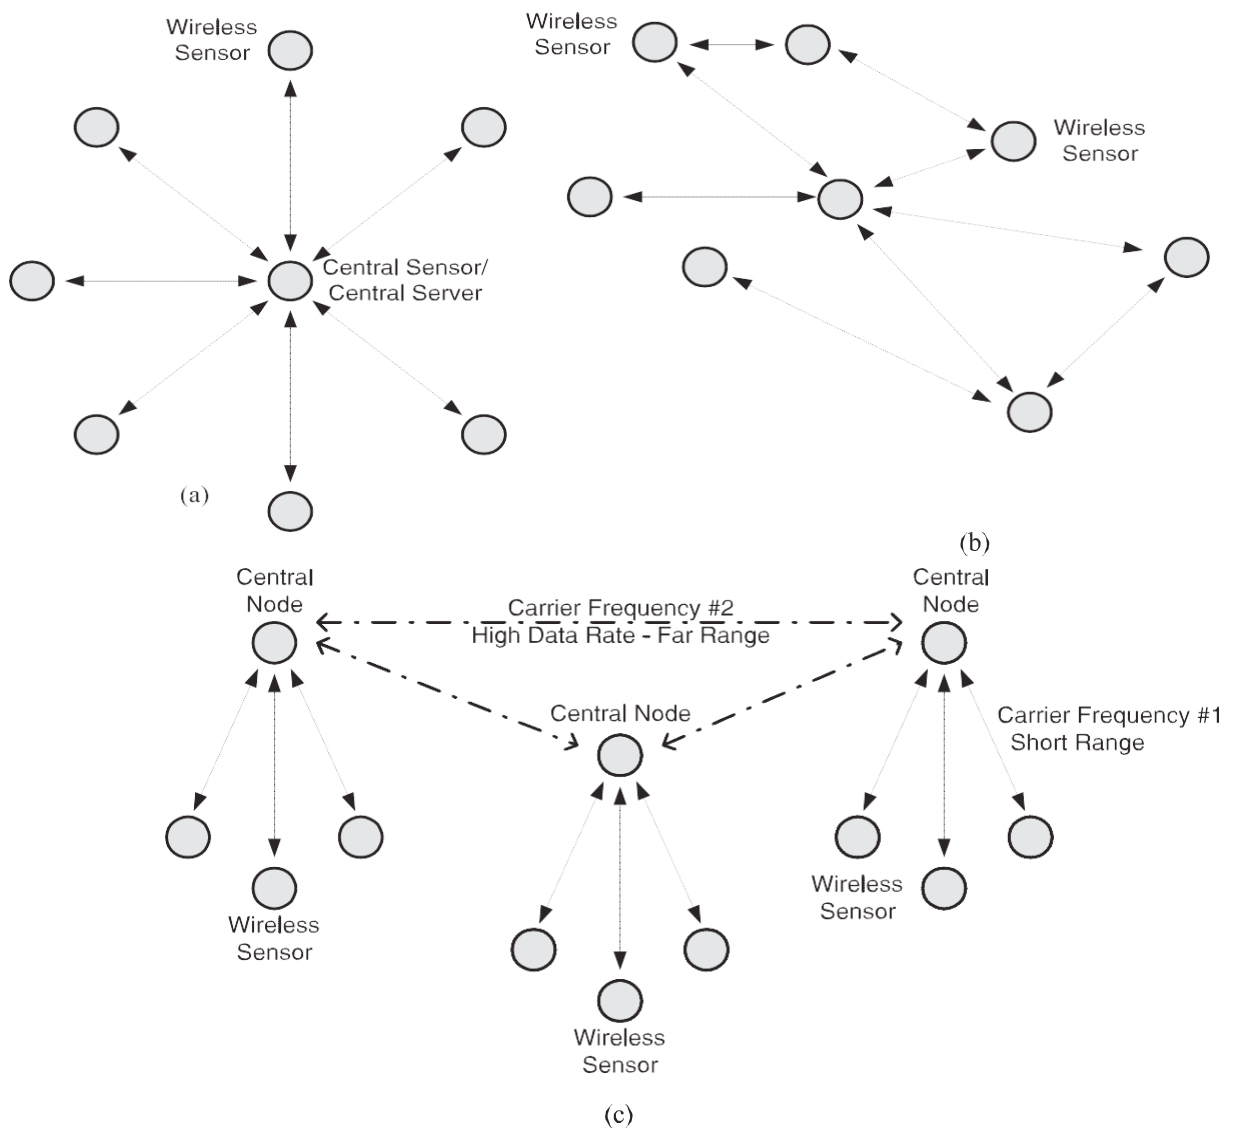 Wireless
Sensor
Central Sensor/
Central Server
(a)
Wireless
Sensor
Wireless
Sensor
(b)
Central
Node
Carrier Frequency #2
High Data Rate - Far Range
Central
Node
Central Node
Carrier Frequency #1
Short Range
Wireless
Sensor
Wireless
Sensor
Wireless
Sensor
(c)